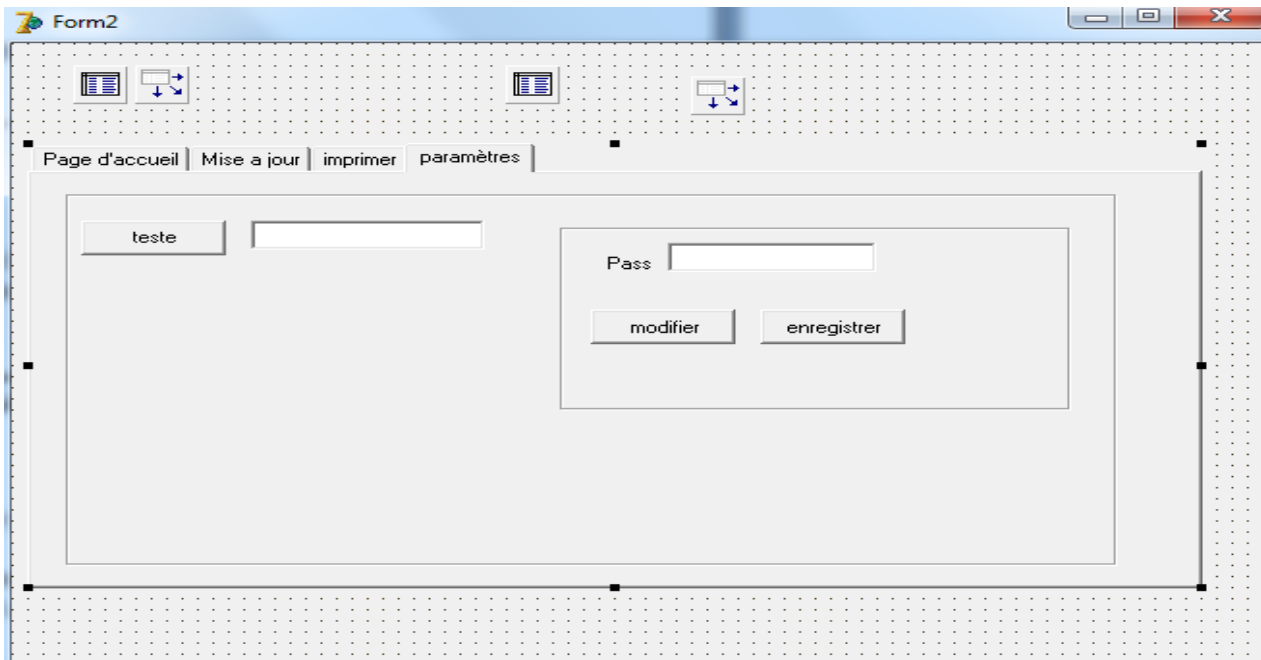 Form2
Page d'accueil Mise a jour imprimer paramètres
teste
Pass
modifier enregistrer